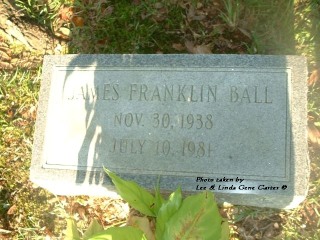 JAMES FRANKLIN BALL
NOV. 30, 1938
JULY 10, 1981
Photo taken by
Lee & Linda Gene Carter ©